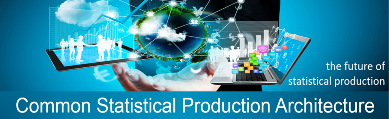 the future of
statistical production
Common Statistical Production Architecture